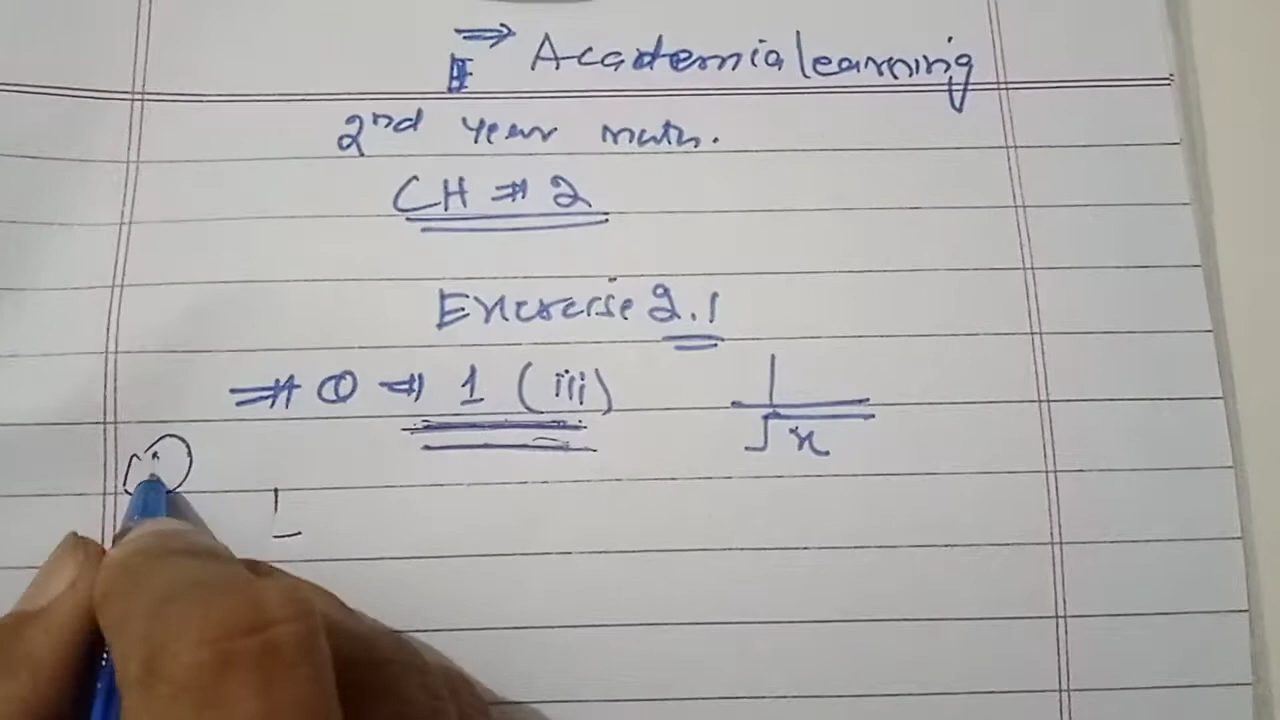 ⇒ Academialearning
2nd year math.
CH # 2
Exercise 2.1
⇒ Q ⇒ 1 (iii) 1/√x
L